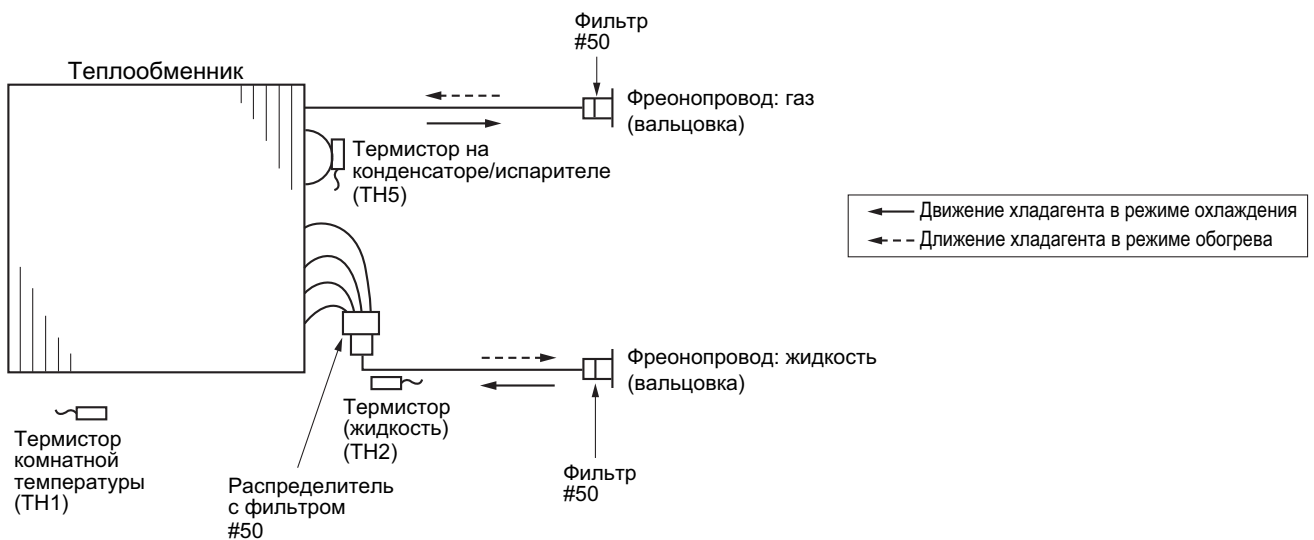 Фильтр
#50
Теплообменник
Фреонопровод: газ
(вальцовка)
Термистор на
конденсаторе/испарителе
(TH5)
Движение хладагента в режиме охлаждения
Длижение хладагента в режиме обогрева
Фреонопровод: жидкость
(вальцовка)
Термистор
(жидкость)
(TH2)
Термистор
комнатной
температуры
(TH1)
Распределитель
с фильтром
#50
Фильтр
#50